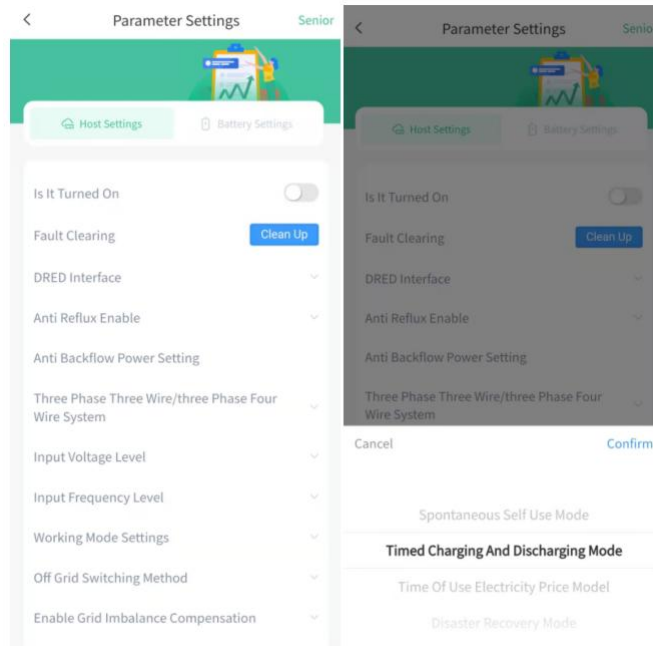 Parameter Settings
Senior
Host Settings
Battery Settings
Is It Turned On
Fault Clearing
Clean Up
DRED Interface
Anti Reflux Enable
Anti Backflow Power Setting
Three Phase Three Wire/three Phase Four
Wire System
Input Voltage Level
Input Frequency Level
Working Mode Settings
Off Grid Switching Method
Enable Grid Imbalance Compensation
Parameter Settings
Senio
Host Settings
Battery Settings
Is It Turned On
Fault Clearing
Clean Up
DRED Interface
Anti Reflux Enable
Anti Backflow Power Setting
Three Phase Three Wire/three Phase Four
Wire System
Cancel
Confirm
Spontaneous Self Use Mode
Timed Charging And Discharging Mode
Time Of Use Electricity Price Model
Disaster Recovery Mode